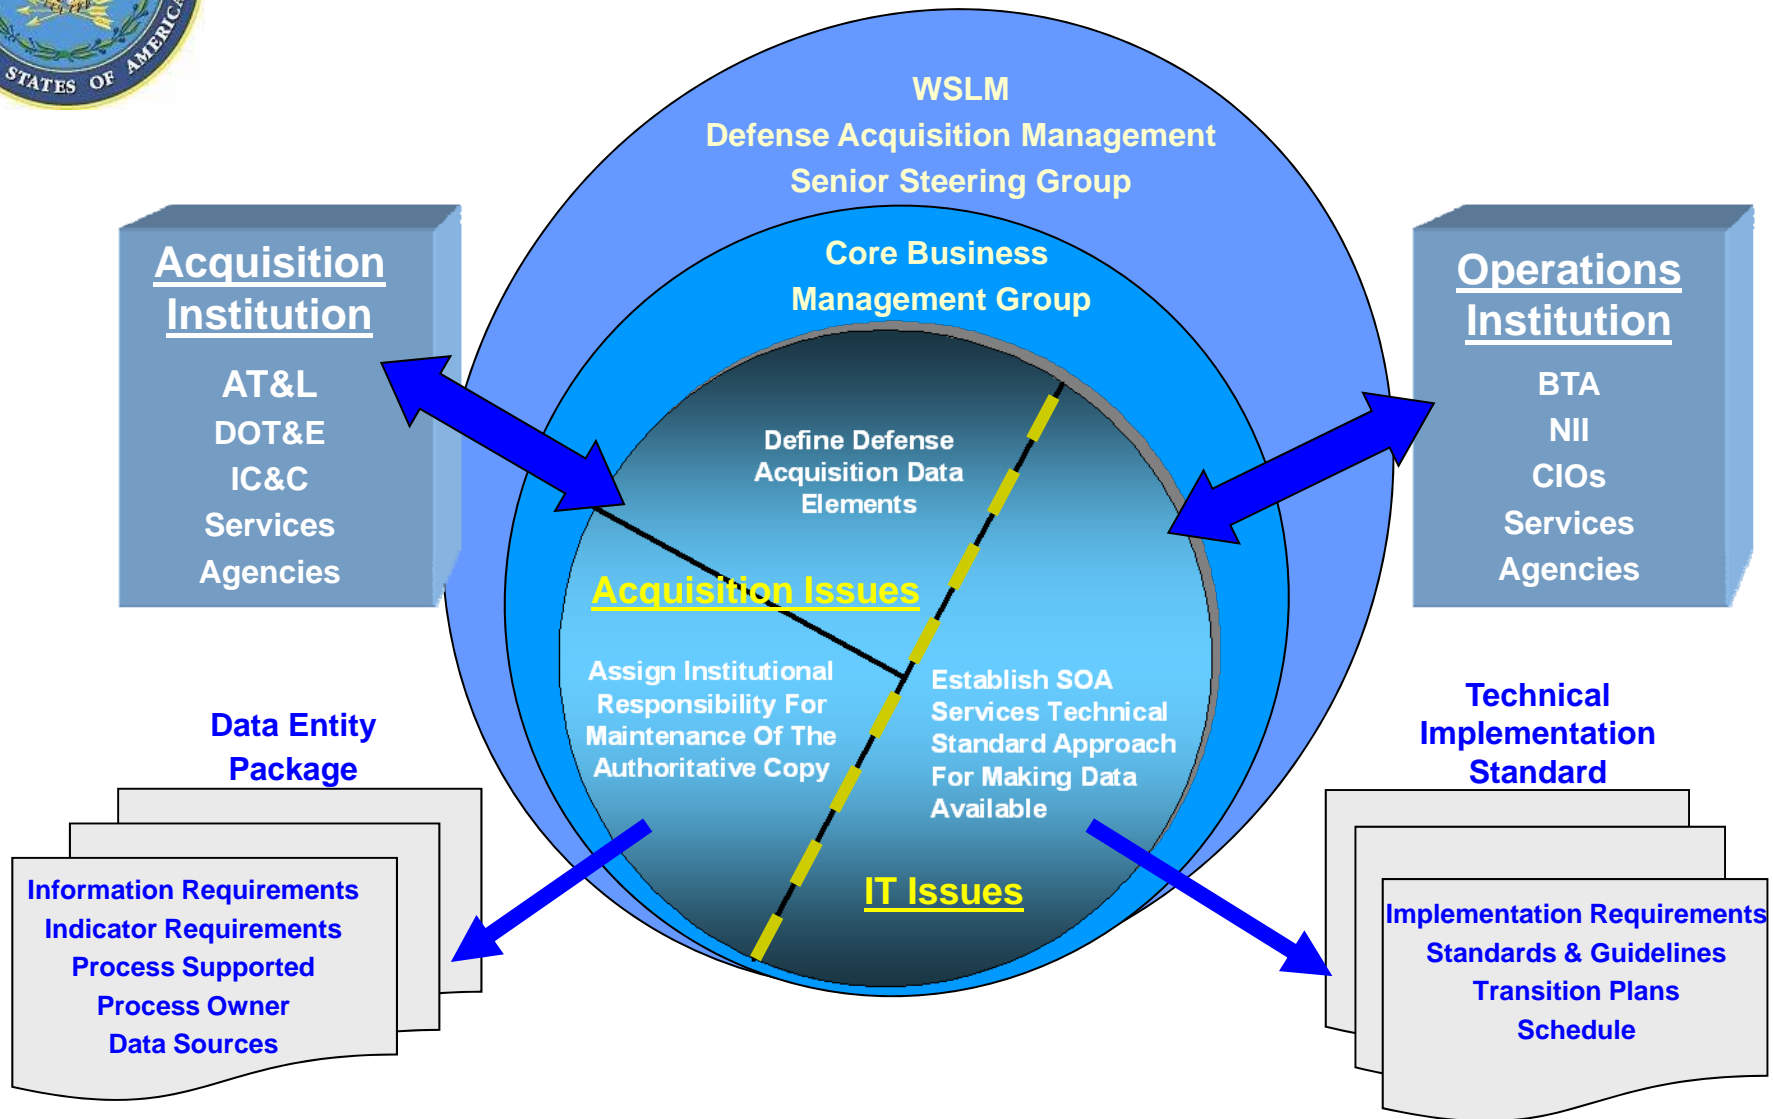 STATES OF AMERICA
WSLM
Defense Acquisition Management
Senior Steering Group
Core Business
Management Group
Acquisition
Institution
AT&L
DOT&E
IC&C
Services
Agencies
Operations
Institution
BTA
NII
CIOs
Services
Agencies
Define Defense
Acquisition Data
Elements
Acquisition Issues
Assign Institutional
Responsibility For
Maintenance Of The
Authoritative Copy
Establish SOA
Services Technical
Standard Approach
For Making Data
Available
IT Issues
Data Entity
Package
Information Requirements
Indicator Requirements
Process Supported
Process Owner
Data Sources
Technical
Implementation
Standard
Implementation Requirements
Standards & Guidelines
Transition Plans
Schedule